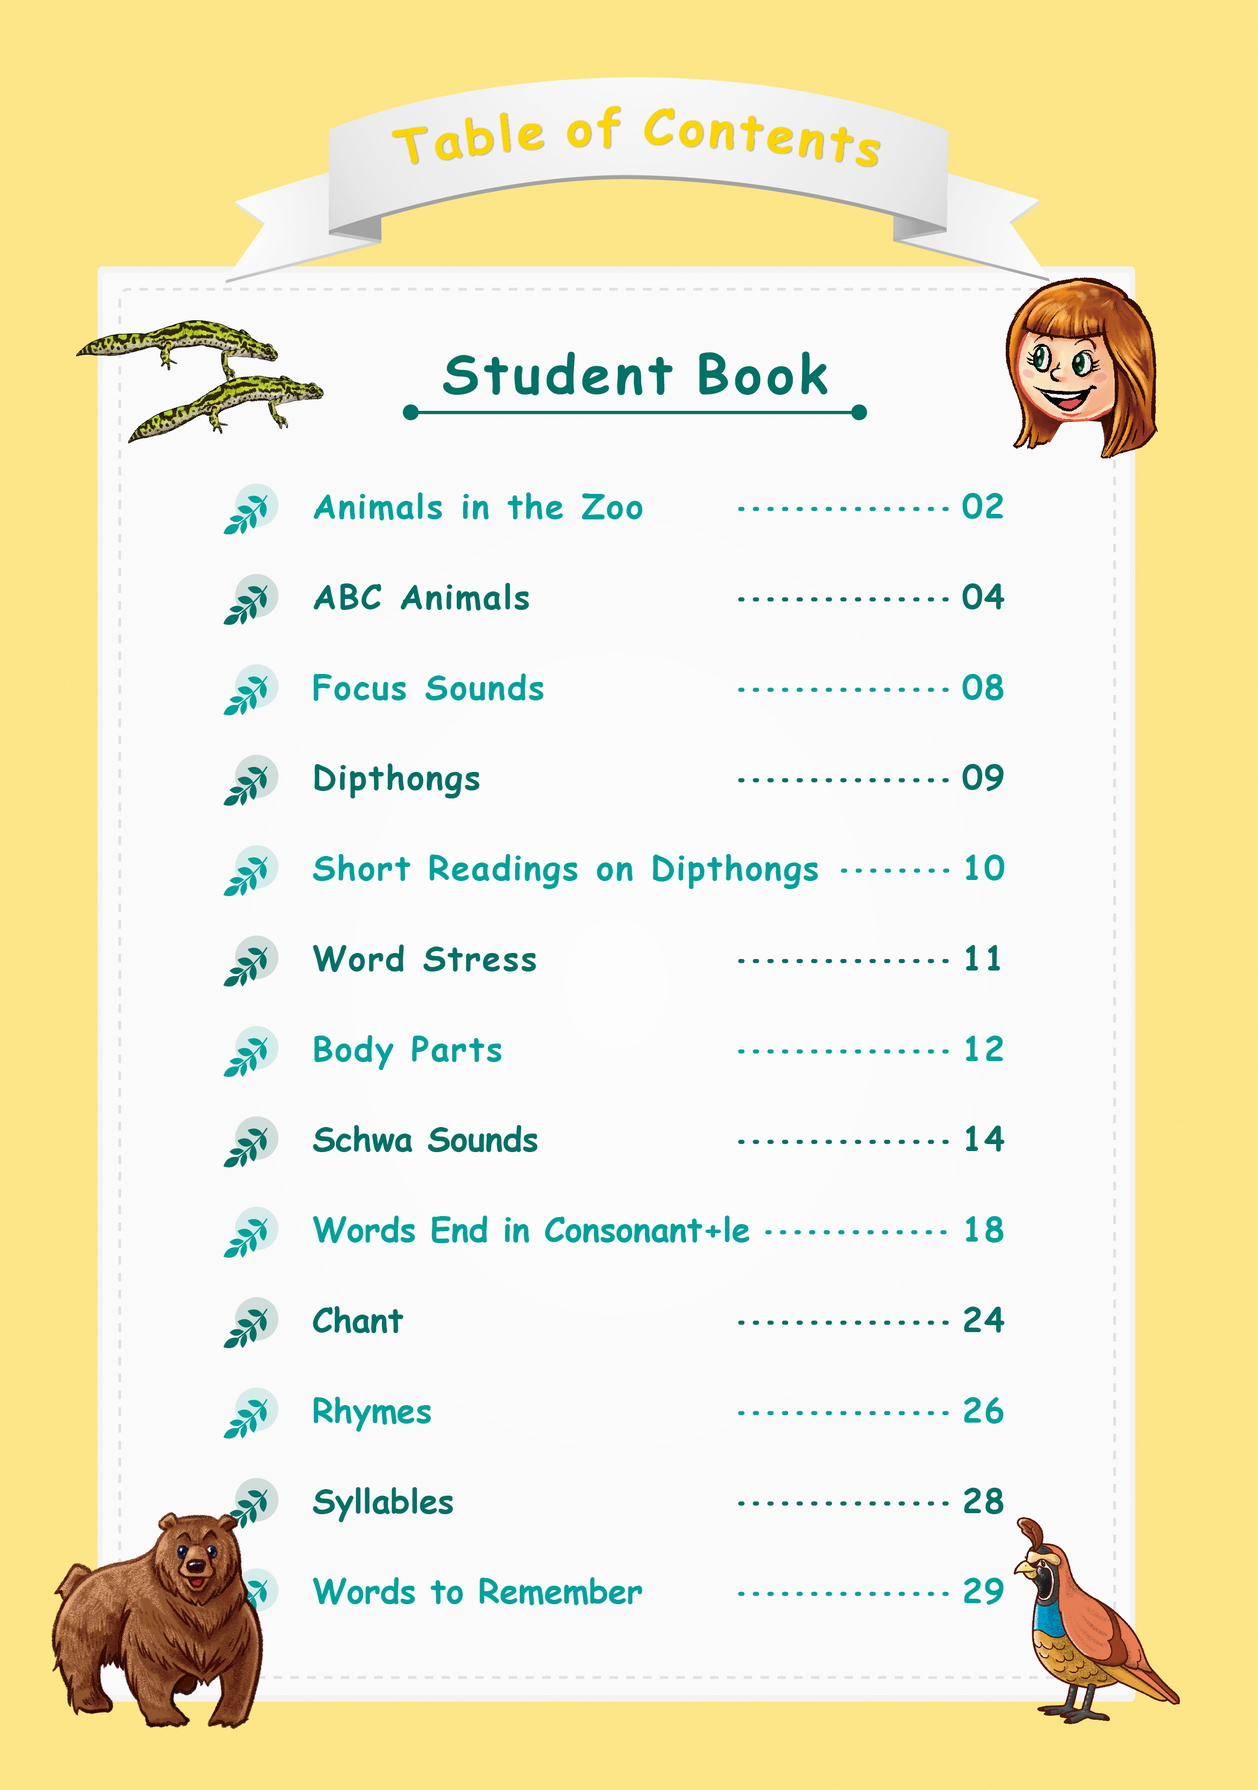 Table of Contents
Student Book
Animals in the Zoo --------------- 02
ABC Animals --------------- 04
Focus Sounds --------------- 08
Dipthongs --------------- 09
Short Readings on Dipthongs -------- 10
Word Stress --------------- 11
Body Parts --------------- 12
Schwa Sounds --------------- 14
Words End in Consonant+le ------------- 18
Chant --------------- 24
Rhymes --------------- 26
Syllables --------------- 28
Words to Remember --------------- 29